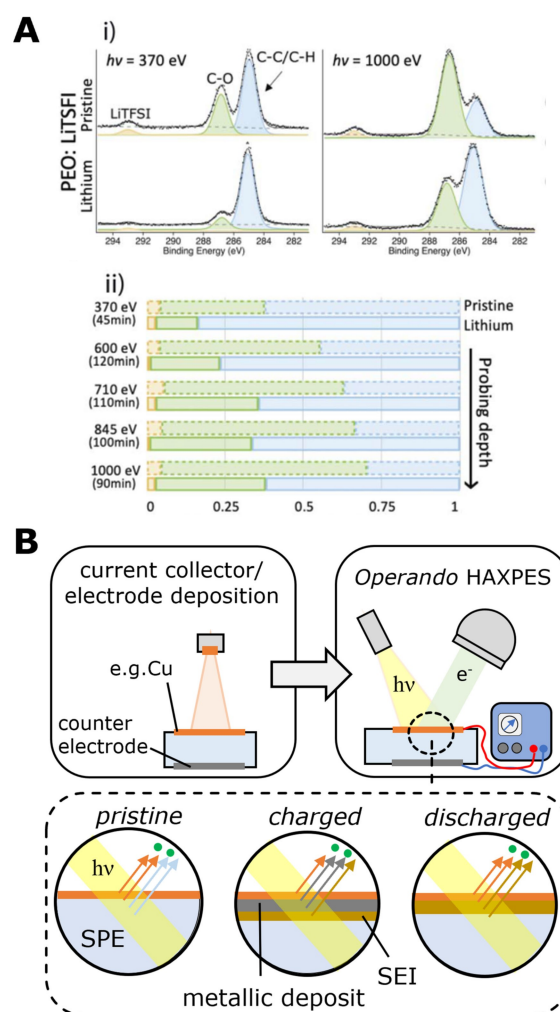 A
i)
hν = 370 eV
C-O
C-C/C-H
hν = 1000 eV
LiTFSI
PEO: LiTSFI
Pristine
Lithium
294 292 290 288 286 284 282
Binding Energy (eV)
294 292 290 288 286 284 282
Binding Energy (eV)
ii)
370 eV
(45min)
Pristine
Lithium
600 eV
(120min)
710 eV
(110min)
845 eV
(100min)
1000 eV
(90min)
Probing depth
0 0.25 0.5 0.75 1
B
current collector/
electrode deposition
e.g.Cu
counter
electrode
Operando HAXPES
hν
e-
pristine
charged
discharged
hν
SPE
SEI
metallic deposit